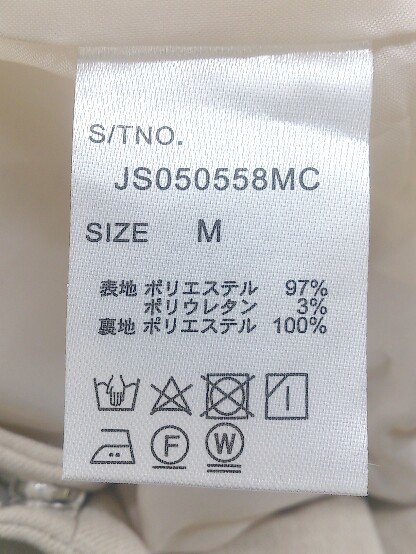 S/TNO.
JS050558MC
SIZE M
表地 ポリエステル 97%
ポリウレタン 3%
裏地 ポリエステル 100%
F W